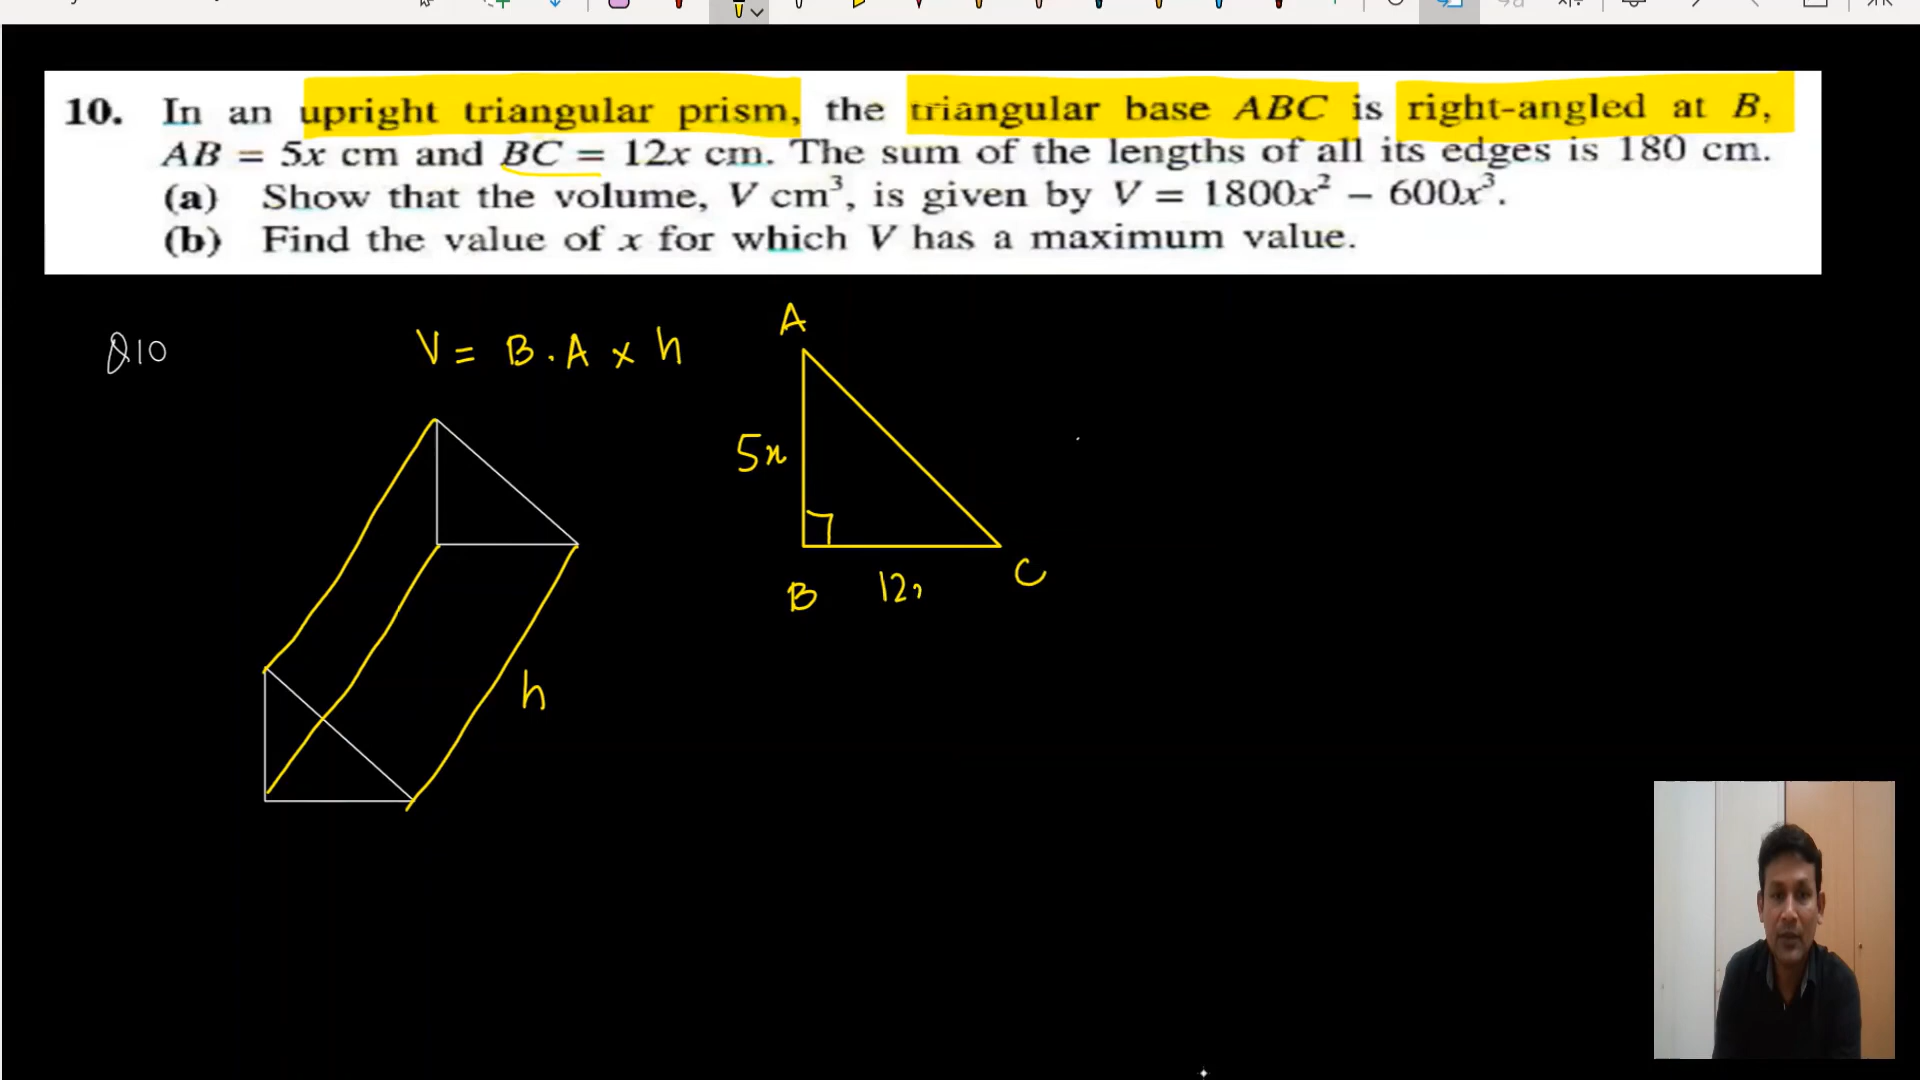 10. In an upright triangular prism, the triangular base ABC is right-angled at B,
AB = 5x cm and BC = 12x cm. The sum of the lengths of all its edges is 180 cm.
(a) Show that the volume, V cm³, is given by V = 1800x² – 600x³.
(b) Find the value of x for which V has a maximum value.
Q10
V = B.A x h
A
5x
B 12
C
h